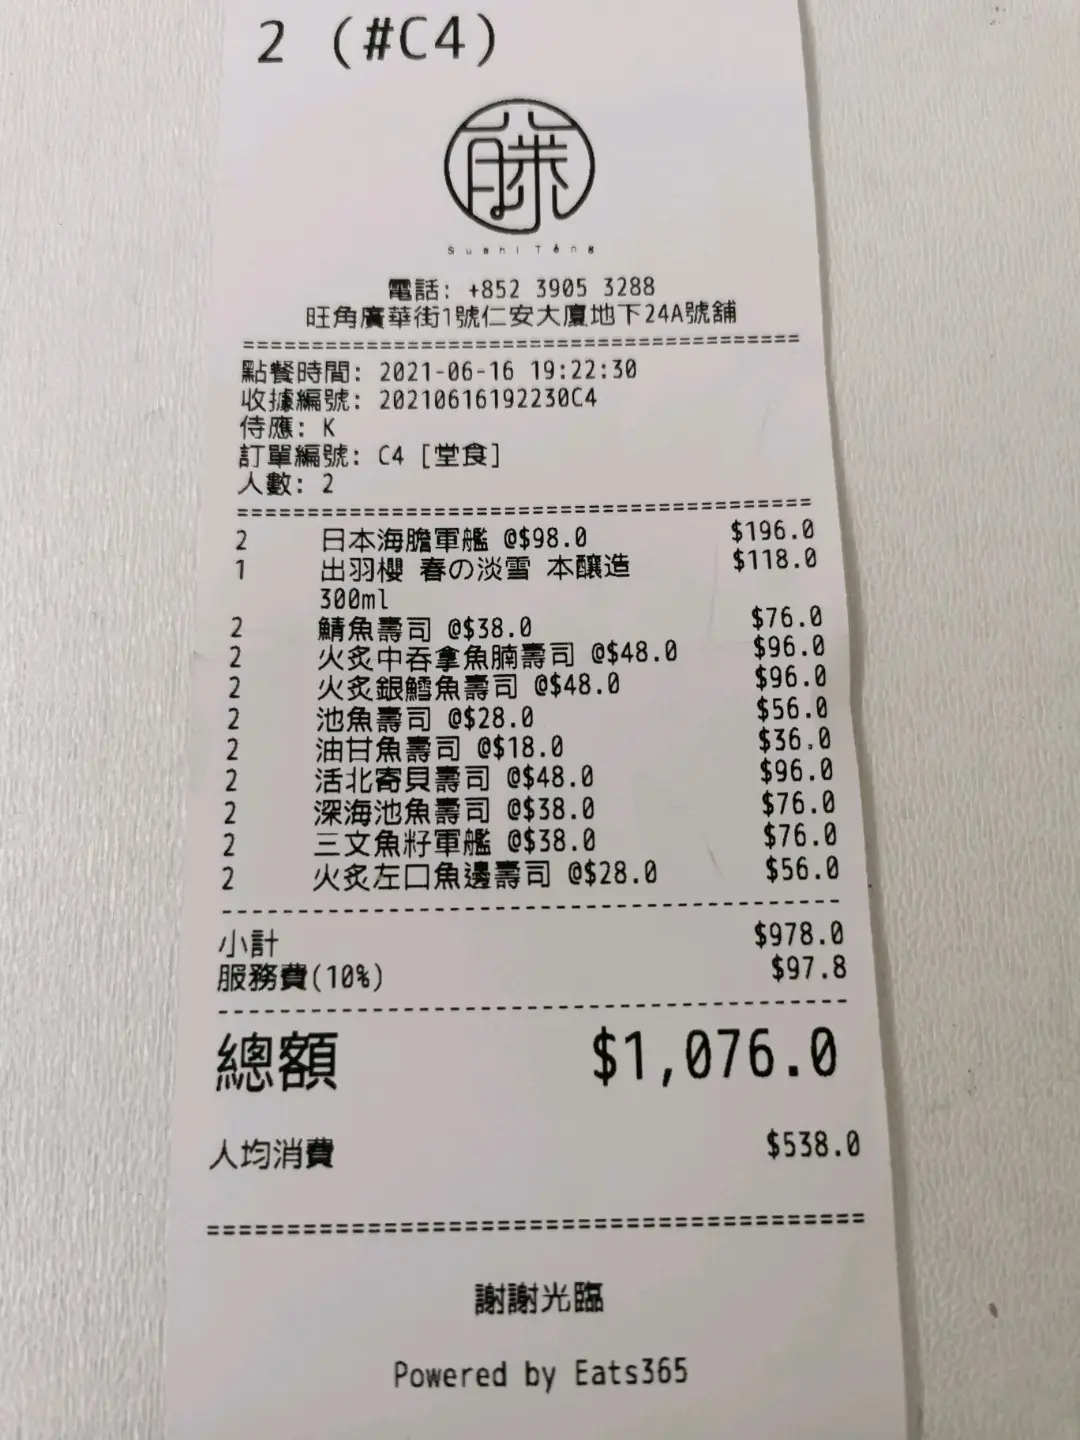 2 (#C4)
藤
Sushi Têng
電話: +852 3905 3288
旺角廣華街1號仁安大廈地下24A號舖
點餐時間: 2021-06-16 19:22:30
收據編號: 20210616192230C4
侍應: K
訂單編號: C4 [堂食]
人數: 2
2 日本海膽軍艦 @$98.0 $196.0
1 出羽櫻 春の淡雪 本醸造 $118.0
300ml
2 鯖魚壽司 @$38.0 $76.0
2 火炙中吞拿魚腩壽司 @$48.0 $96.0
2 火炙銀鱈魚壽司 @$48.0 $96.0
2 池魚壽司 @$28.0 $56.0
2 油甘魚壽司 @$18.0 $36.0
2 活北寄貝壽司 @$48.0 $96.0
2 深海池魚壽司 @$38.0 $76.0
2 三文魚籽軍艦 @$38.0 $76.0
2 火炙左口魚邊壽司 @$28.0 $56.0
小計 $978.0
服務費(10%) $97.8
總額 $1,076.0
人均消費 $538.0
謝謝光臨
Powered by Eats365